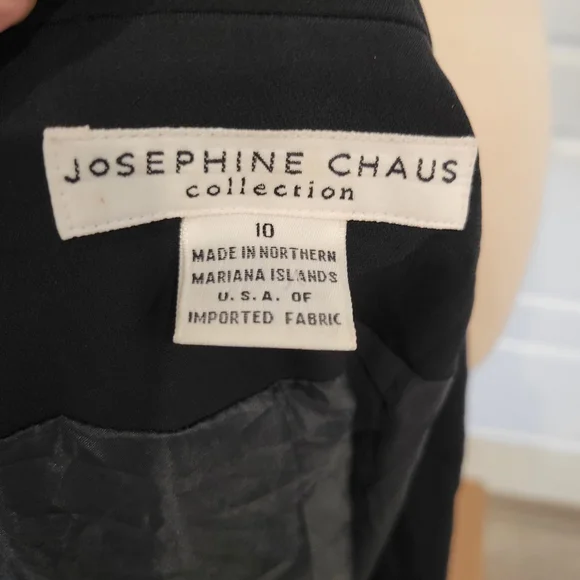 JoSEPHINE CHAUS
collection
10
MADE IN NORTHERN
MARIANA ISLANDS
U.S.A. OF
IMPORTED FABRIC